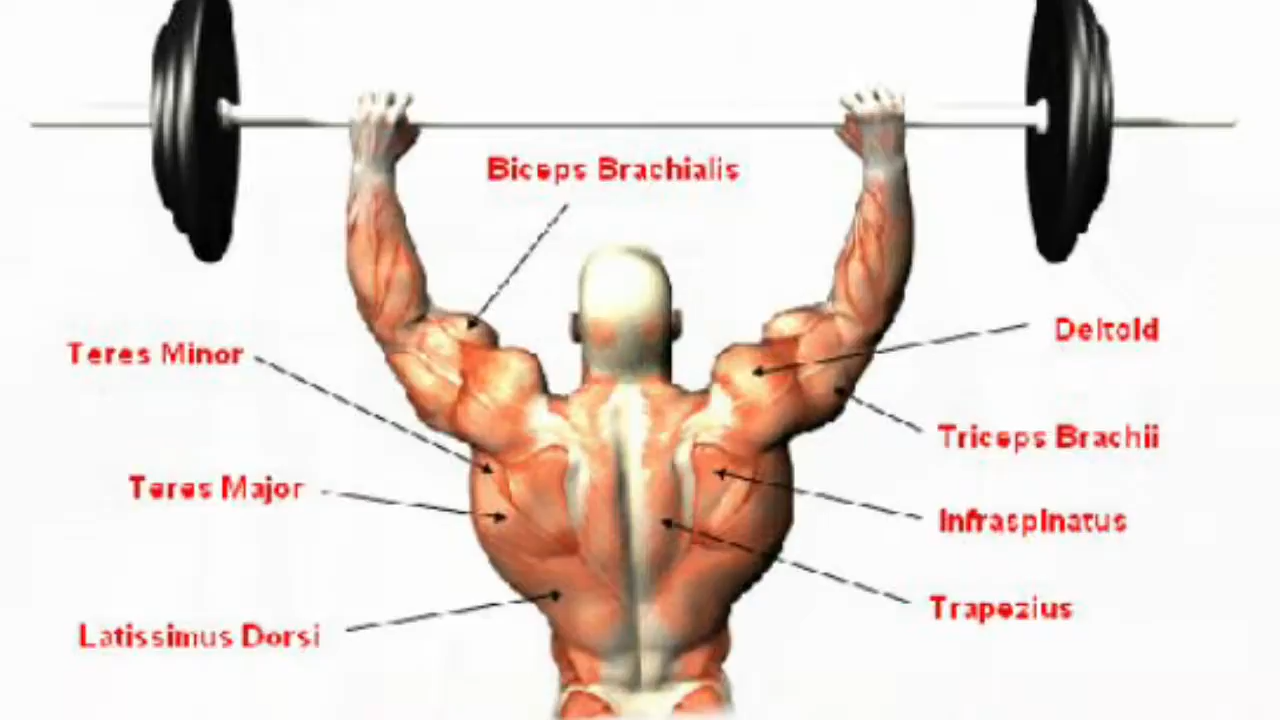 Biceps Brachialis
Deltoid
Teres Minor
Triceps Brachii
Teres Major
Infraspinatus
Trapezius
Latissimus Dorsi